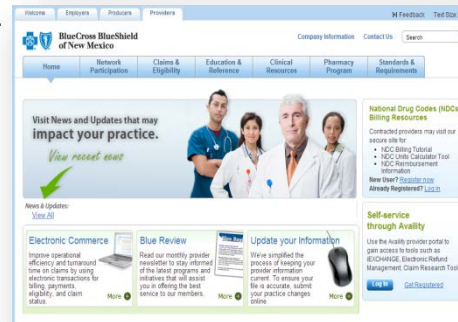 Welcome Employers Producers Providers
Feedback Text Size
BlueCross BlueShield
of New Mexico
Company Information Contact Us Search
Home
Network
Participation
Claims &
Eligibility
Education &
Reference
Clinical
Resources
Pharmacy
Program
Standards &
Requirements
Visit News and Updates that may
impact your practice.
View recent news
News & Updates:
View All
Electronic Commerce
Improve operational
efficiency and turnaround
time on claims by using
electronic transactions for
billing, payments,
eligibility, and claim
status.
More
Blue Review
Read our monthly provider
newsletter to stay informed
of the latest programs and
initiatives that will assist
you in offering the best
service to our members.
More
Update your Information
We've simplified the
process of keeping your
provider information
current. To ensure your
file is accurate, submit
your practice changes
online
More
National Drug Codes (NDCs
Billing Resources
Contracted providers may visit our
secure site for:
• NDC Billing Tutorial
• NDC Units Calculator Tool
• NDC Reimbursement
Information
New User? Register now
Already Registered? Log in
Self-service
through Availity
Use the Availity provider portal to
gain access to tools such as
iEXCHANGE, Electronic Refund
Management, Claim Research Tool
Log In Get Registered